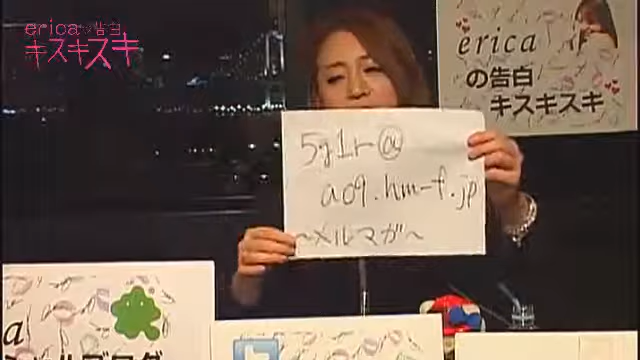 ericaの告白
キスキスキ
erica
の告白
キスキスキ
5g1r@
a09.hm-f.jp
〜メルマガ〜
a